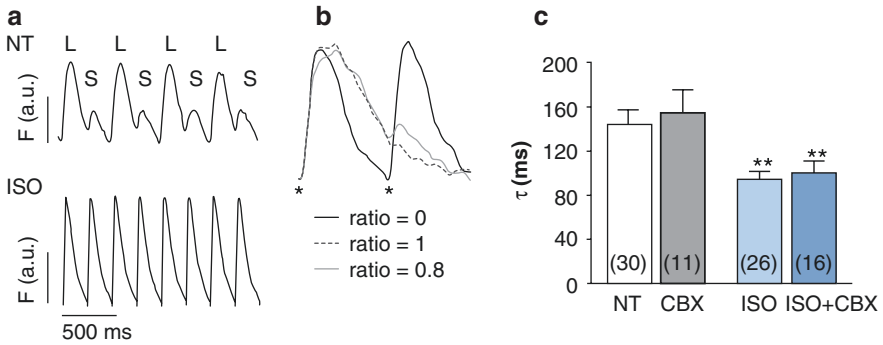 a
NT L L L L
S S S S
F (a.u.)
ISO
F (a.u.)
500 ms
b
* *
ratio = 0
ratio = 1
ratio = 0.8
c
τ (ms)
200
160
120
80
40
0
** **
(30) (11) (26) (16)
NT CBX ISO ISO+CBX